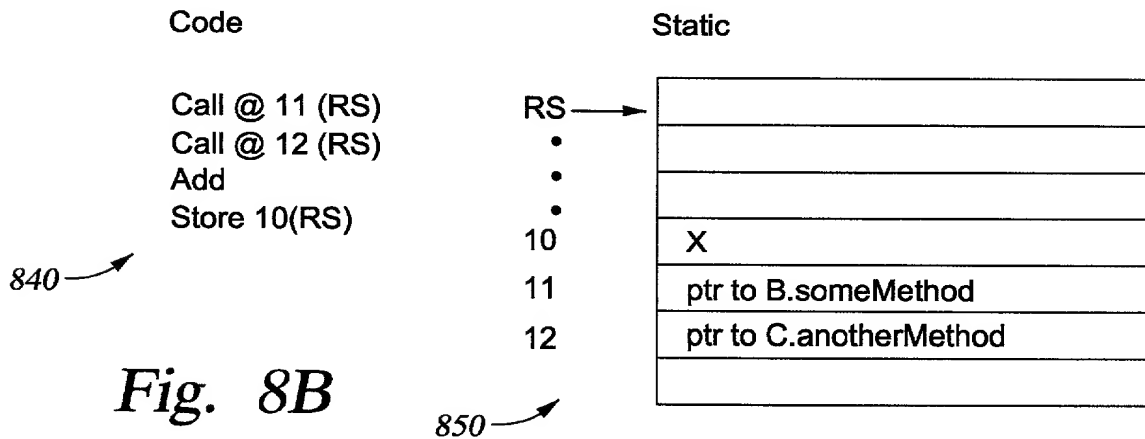 Code
Static
Call @ 11 (RS)
Call @ 12 (RS)
Add
Store 10(RS)
840
RS
•
•
•
10 X
11 ptr to B.someMethod
12 ptr to C.anotherMethod
850
Fig. 8B